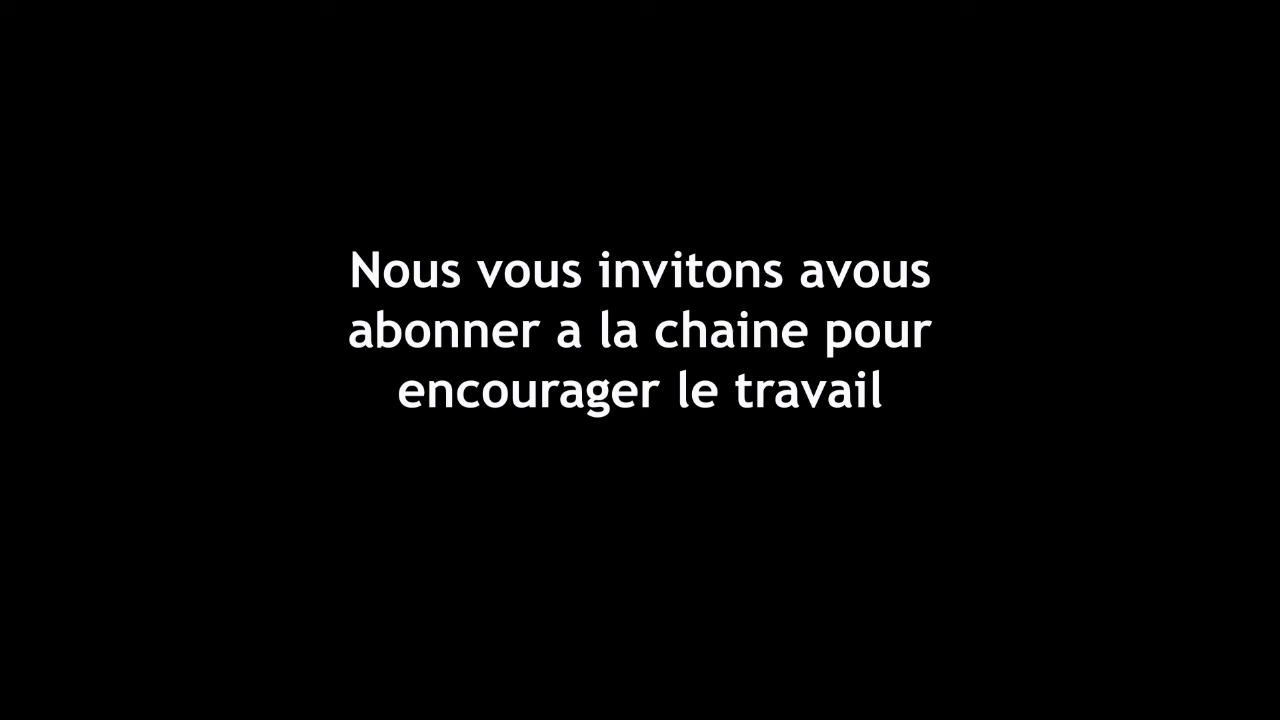 Nous vous invitons avous
abonner a la chaine pour
encourager le travail